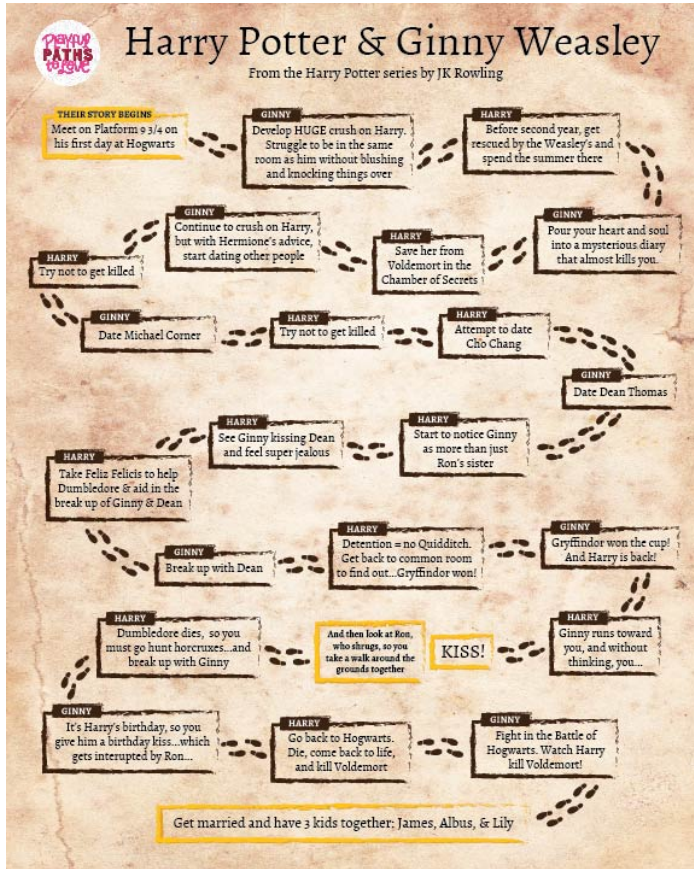 PLAYFUL
PATHS
to Love
Harry Potter & Ginny Weasley
From the Harry Potter series by JK Rowling
THEIR STORY BEGINS
Meet on Platform 9 3/4 on
his first day at Hogwarts
GINNY
Develop HUGE crush on Harry.
Struggle to be in the same
room as him without blushing
and knocking things over
HARRY
Before second year, get
rescued by the Weasley's and
spend the summer there
GINNY
Pour your heart and soul
into a mysterious diary
that almost kills you.
HARRY
Save her from
Voldemort in the
Chamber of Secrets
GINNY
Continue to crush on Harry,
but with Hermione's advice,
start dating other people
HARRY
Try not to get killed
GINNY
Date Michael Corner
HARRY
Try not to get killed
HARRY
Attempt to date
Cho Chang
GINNY
Date Dean Thomas
HARRY
Start to notice Ginny
as more than just
Ron's sister
HARRY
See Ginny kissing Dean
and feel super jealous
HARRY
Take Feliz Felicis to help
Dumbledore & aid in the
break up of Ginny & Dean
GINNY
Break up with Dean
HARRY
Detention = no Quidditch.
Get back to common room
to find out...Gryffindor won!
GINNY
Gryffindor won the cup!
And Harry is back!
HARRY
Ginny runs toward
you, and without
thinking, you...
KISS!
And then look at Ron,
who shrugs, so you
take a walk around the
grounds together
HARRY
Dumbledore dies, so you
must go hunt horcruxes...and
break up with Ginny
GINNY
It's Harry's birthday, so you
give him a birthday kiss...which
gets interupted by Ron...
HARRY
Go back to Hogwarts.
Die, come back to life,
and kill Voldemort
GINNY
Fight in the Battle of
Hogwarts. Watch Harry
kill Voldemort!
Get married and have 3 kids together; James, Albus, & Lily